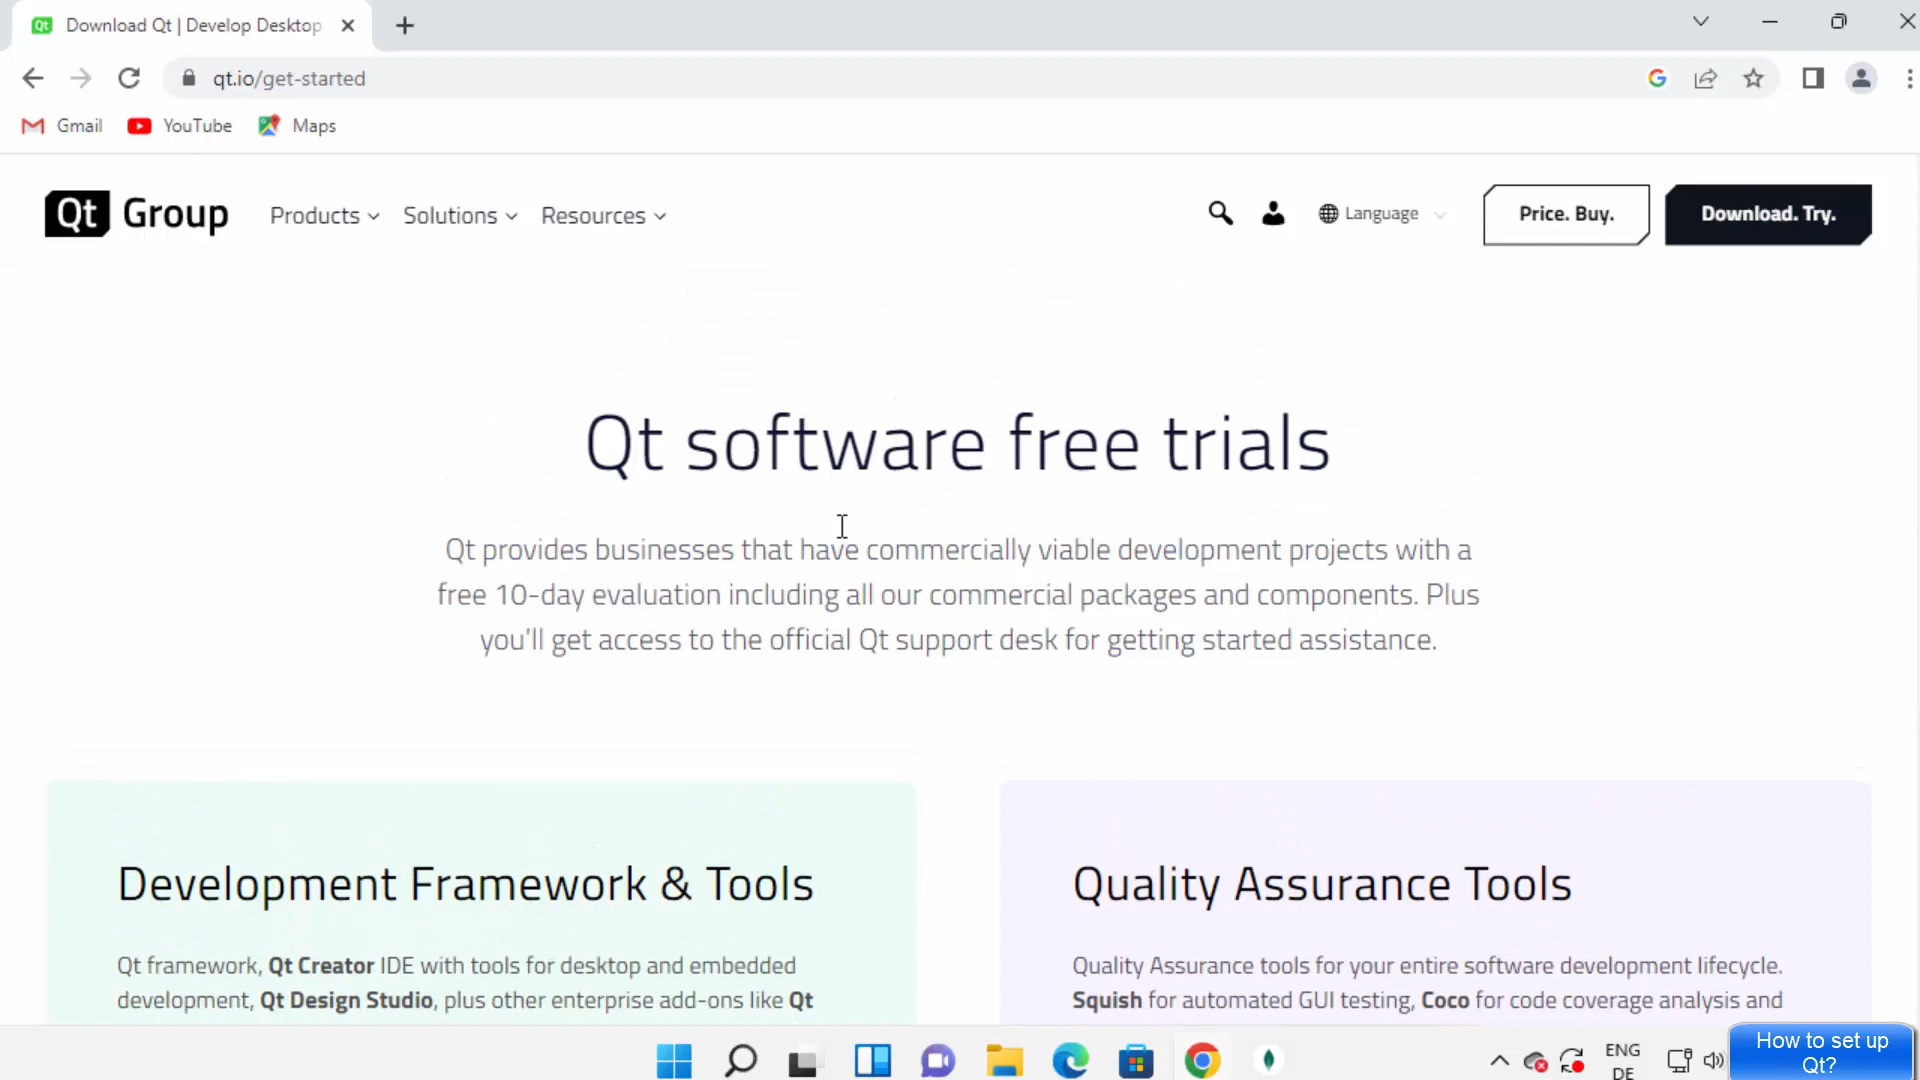 Qt Download Qt | Develop Desktop
qt.io/get-started
Gmail YouTube Maps
Qt Group Products Solutions Resources Language Price. Buy. Download. Try.
Qt software free trials
Qt provides businesses that have commercially viable development projects with a
free 10-day evaluation including all our commercial packages and components. Plus
you'll get access to the official Qt support desk for getting started assistance.
Development Framework & Tools
Qt framework, Qt Creator IDE with tools for desktop and embedded
development, Qt Design Studio, plus other enterprise add-ons like Qt
Quality Assurance Tools
Quality Assurance tools for your entire software development lifecycle.
Squish for automated GUI testing, Coco for code coverage analysis and
ENG
DE
How to set up
Qt?